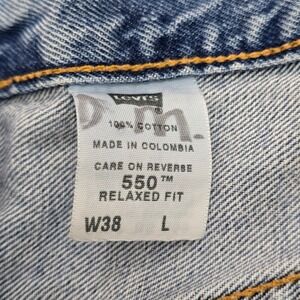 Levi's
100% COTTON
MADE IN COLOMBIA
CARE ON REVERSE
550™
RELAXED FIT
W38 L